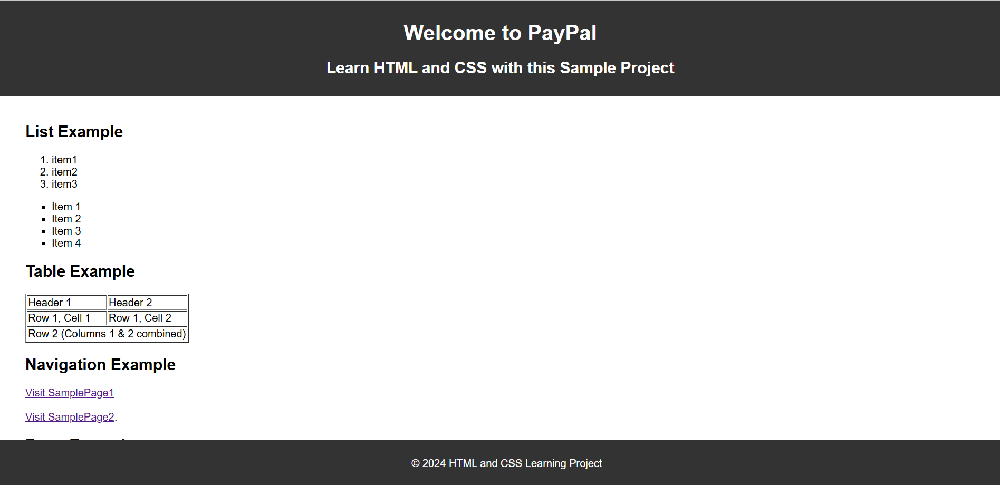 Welcome to PayPal
Learn HTML and CSS with this Sample Project
List Example
1. item1
2. item2
3. item3
▪ Item 1
▪ Item 2
▪ Item 3
▪ Item 4
Table Example
Header 1 Header 2
Row 1, Cell 1 Row 1, Cell 2
Row 2 (Columns 1 & 2 combined)
Navigation Example
Visit SamplePage1
Visit SamplePage2.
© 2024 HTML and CSS Learning Project